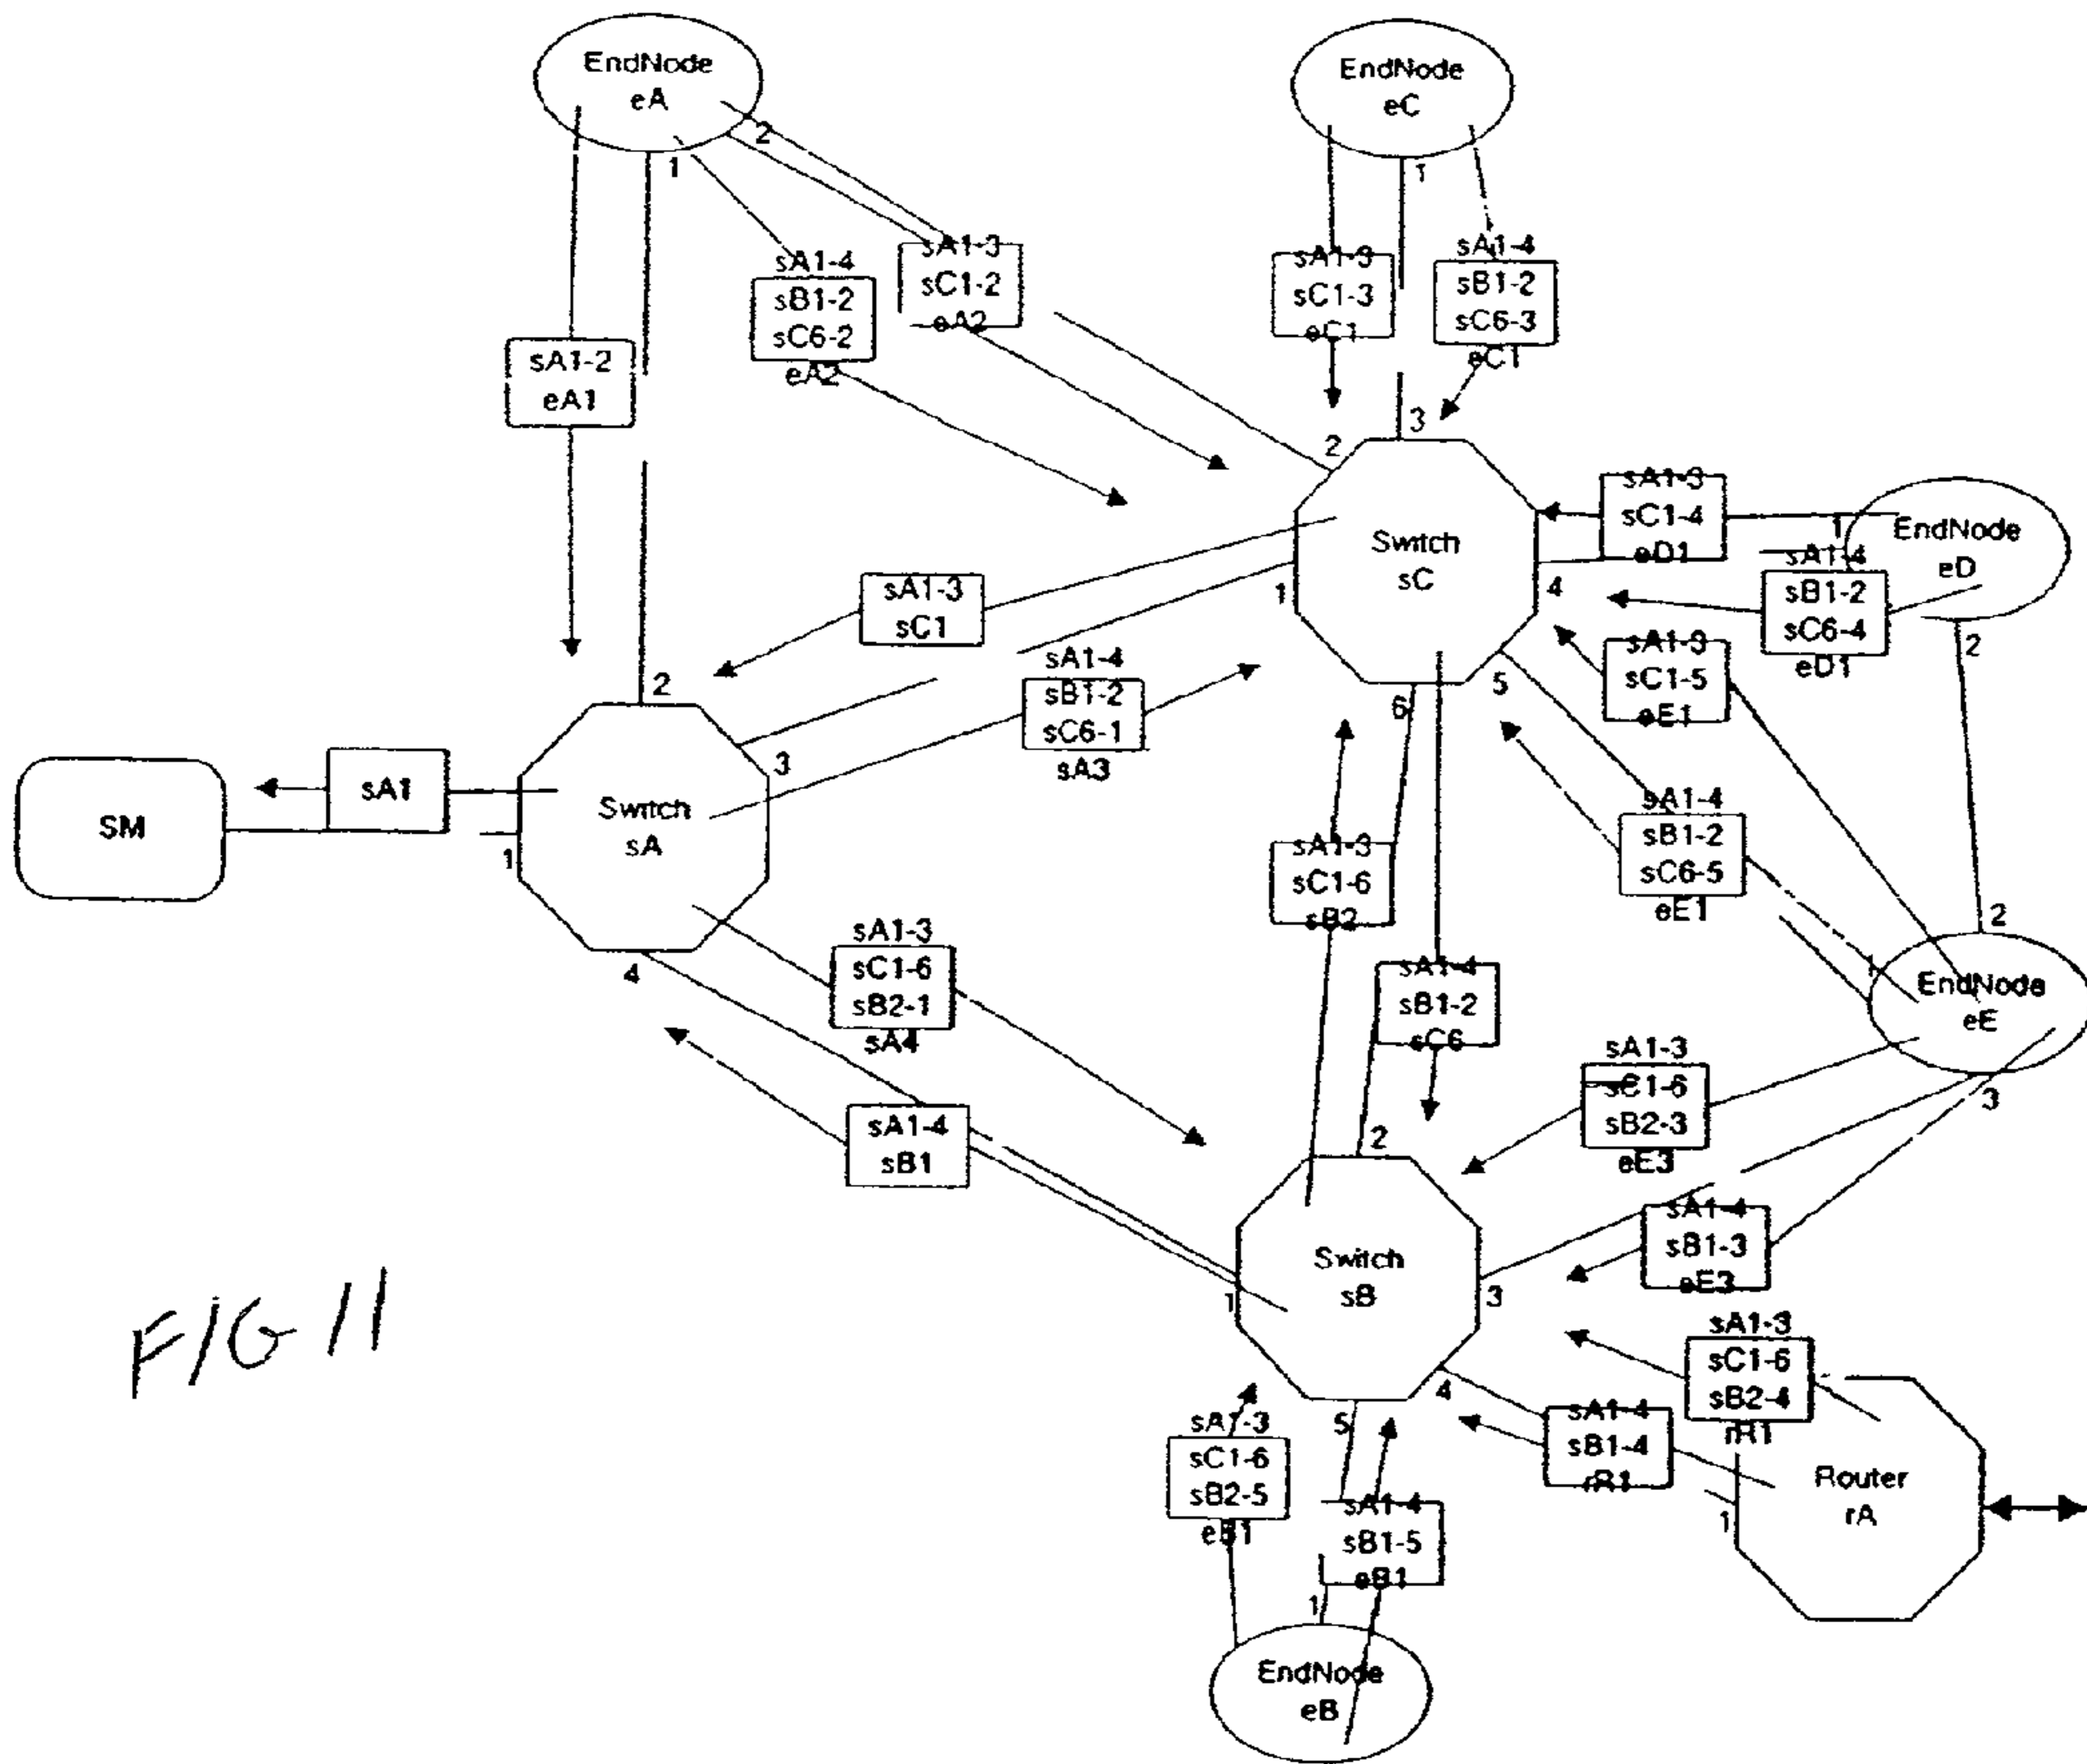 EndNode
eA
1
2
EndNode
eC
1
sA1-2
eA1
sA1-4
sB1-2
sC6-2
eA2
sA1-3
sC1-2
eA2
sA1-3
sC1-3
eC1
sA1-4
sB1-2
sC6-3
eC1
2
3
Switch
sC
1
4
5
6
sA1-3
sC1-4
eD1
1
EndNode
eD
2
sA1-4
sB1-2
sC6-4
eD1
sA1-3
sC1
sA1-3
sC1-5
eE1
sA1-4
sB1-2
sC6-1
sA3
2
SM
sA1
Switch
sA
1
3
4
sA1-3
sC1-6
sB2
sA1-4
sB1-2
sC6-5
eE1
2
1
EndNode
eE
3
sA1-3
sC1-6
sB2-1
sA4
sA1-4
sB1-2
sC6
sA1-3
sC1-6
sB2-3
eE3
sA1-4
sB1
2
Switch
sB
1
3
4
5
sA1-4
sB1-3
eE3
sA1-3
sC1-6
sB2-4
rR1
sA1-4
sB1-4
rR1
Router
rA
1
sA1-3
sC1-6
sB2-5
eB1
sA1-4
sB1-5
eB1
1
EndNode
eB
FIG 11